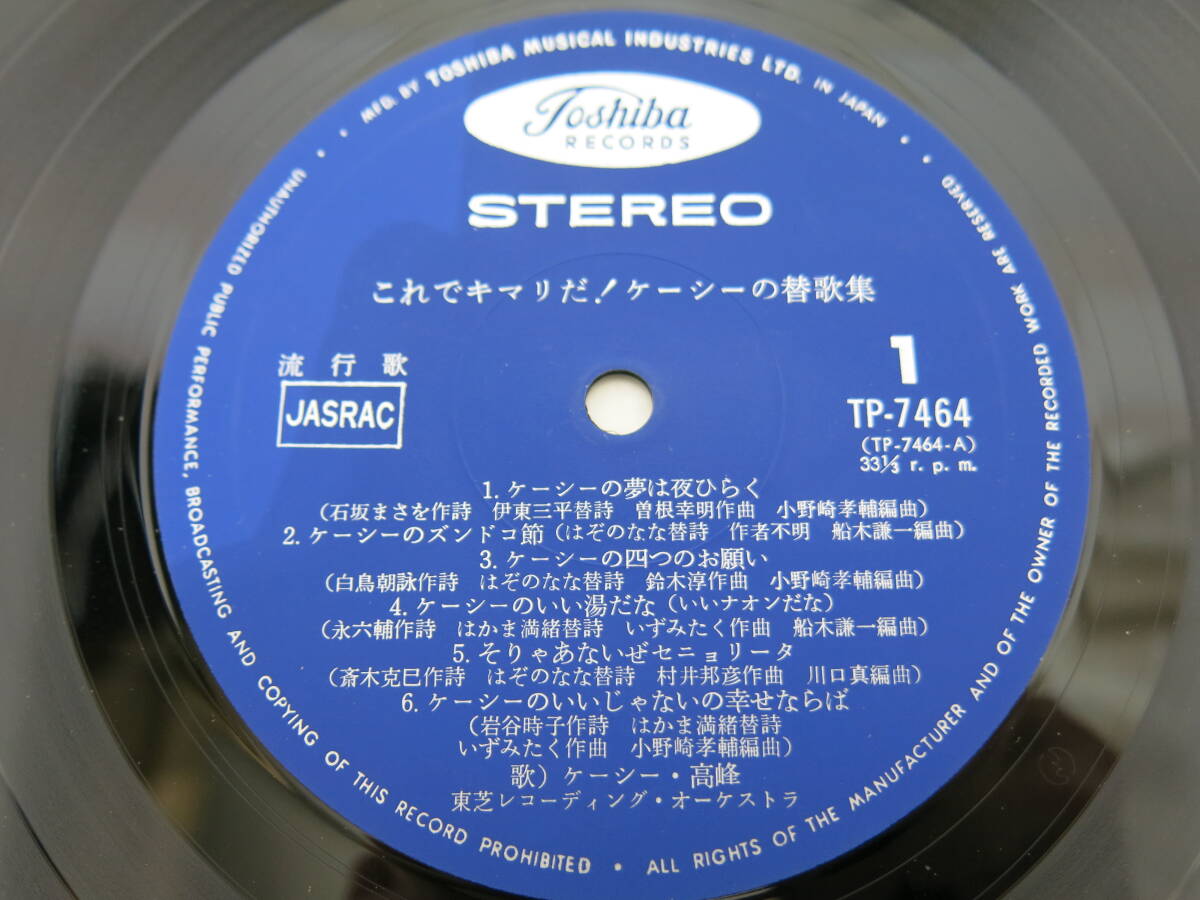 MFD. BY TOSHIBA MUSICAL INDUSTRIES LTD. IN JAPAN
Toshiba
RECORDS
STEREO
これでキマリだ!ケーシーの替歌集
流行歌
JASRAC
1
TP-7464
(TP-7464-A)
33⅓ r. p. m.
1. ケーシーの夢は夜ひらく
(石坂まさを作詩 伊東三平替詩 曽根幸明作曲 小野崎孝輔編曲)
2. ケーシーのズンドコ節 (はぞのなな替詩 作者不明 船木謙一編曲)
3. ケーシーの四つのお願い
(白鳥朝詠作詩 はぞのなな替詩 鈴木淳作曲 小野崎孝輔編曲)
4. ケーシーのいい湯だな (いいナオンだな)
(永六輔作詩 はかま満緒替詩 いずみたく作曲 船木謙一編曲)
5. そりゃあないぜセニョリータ
(斎木克巳作詩 はぞのなな替詩 村井邦彦作曲 川口真編曲)
6. ケーシーのいいじゃないの幸せならば
(岩谷時子作詩 はかま満緒替詩
いずみたく作曲 小野崎孝輔編曲)
歌) ケーシー・高峰
東芝レコーディング・オーケストラ
UNAUTHORIZED PUBLIC PERFORMANCE, BROADCASTING AND COPYING OF THIS RECORD PROHIBITED • ALL RIGHTS OF THE MANUFACTURER AND OF THE OWNER OF THE RECORDED WORK ARE RESERVED